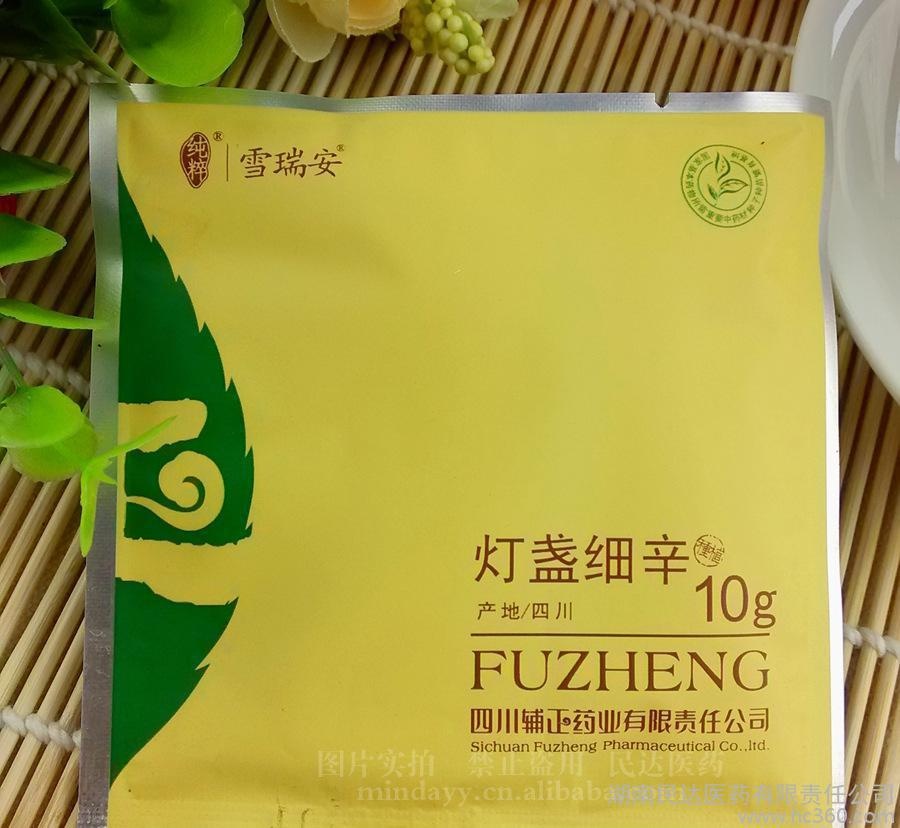 纯粹® 雪瑞安®
灯盏细辛
种植
10g
产地/四川
FUZHENG
四川辅正药业有限责任公司
Sichuan Fuzheng Pharmaceutical Co.,ltd.
图片实拍 禁止盗用 民达医药
mindayy.cn.alibaba.com
民达医药有限责任公司
www.hc360.com